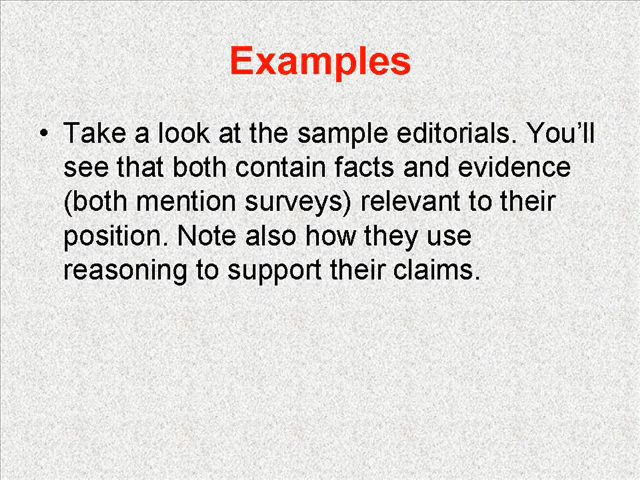 Examples
• Take a look at the sample editorials. You’ll
see that both contain facts and evidence
(both mention surveys) relevant to their
position. Note also how they use
reasoning to support their claims.